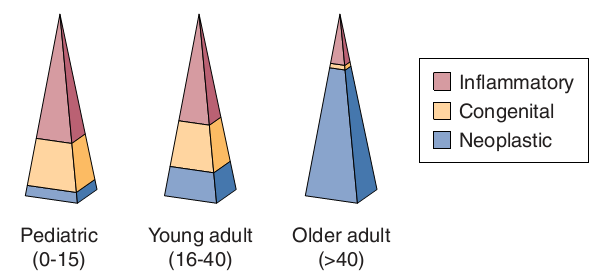 Inflammatory
Congenital
Neoplastic
Pediatric
(0-15)
Young adult
(16-40)
Older adult
(>40)